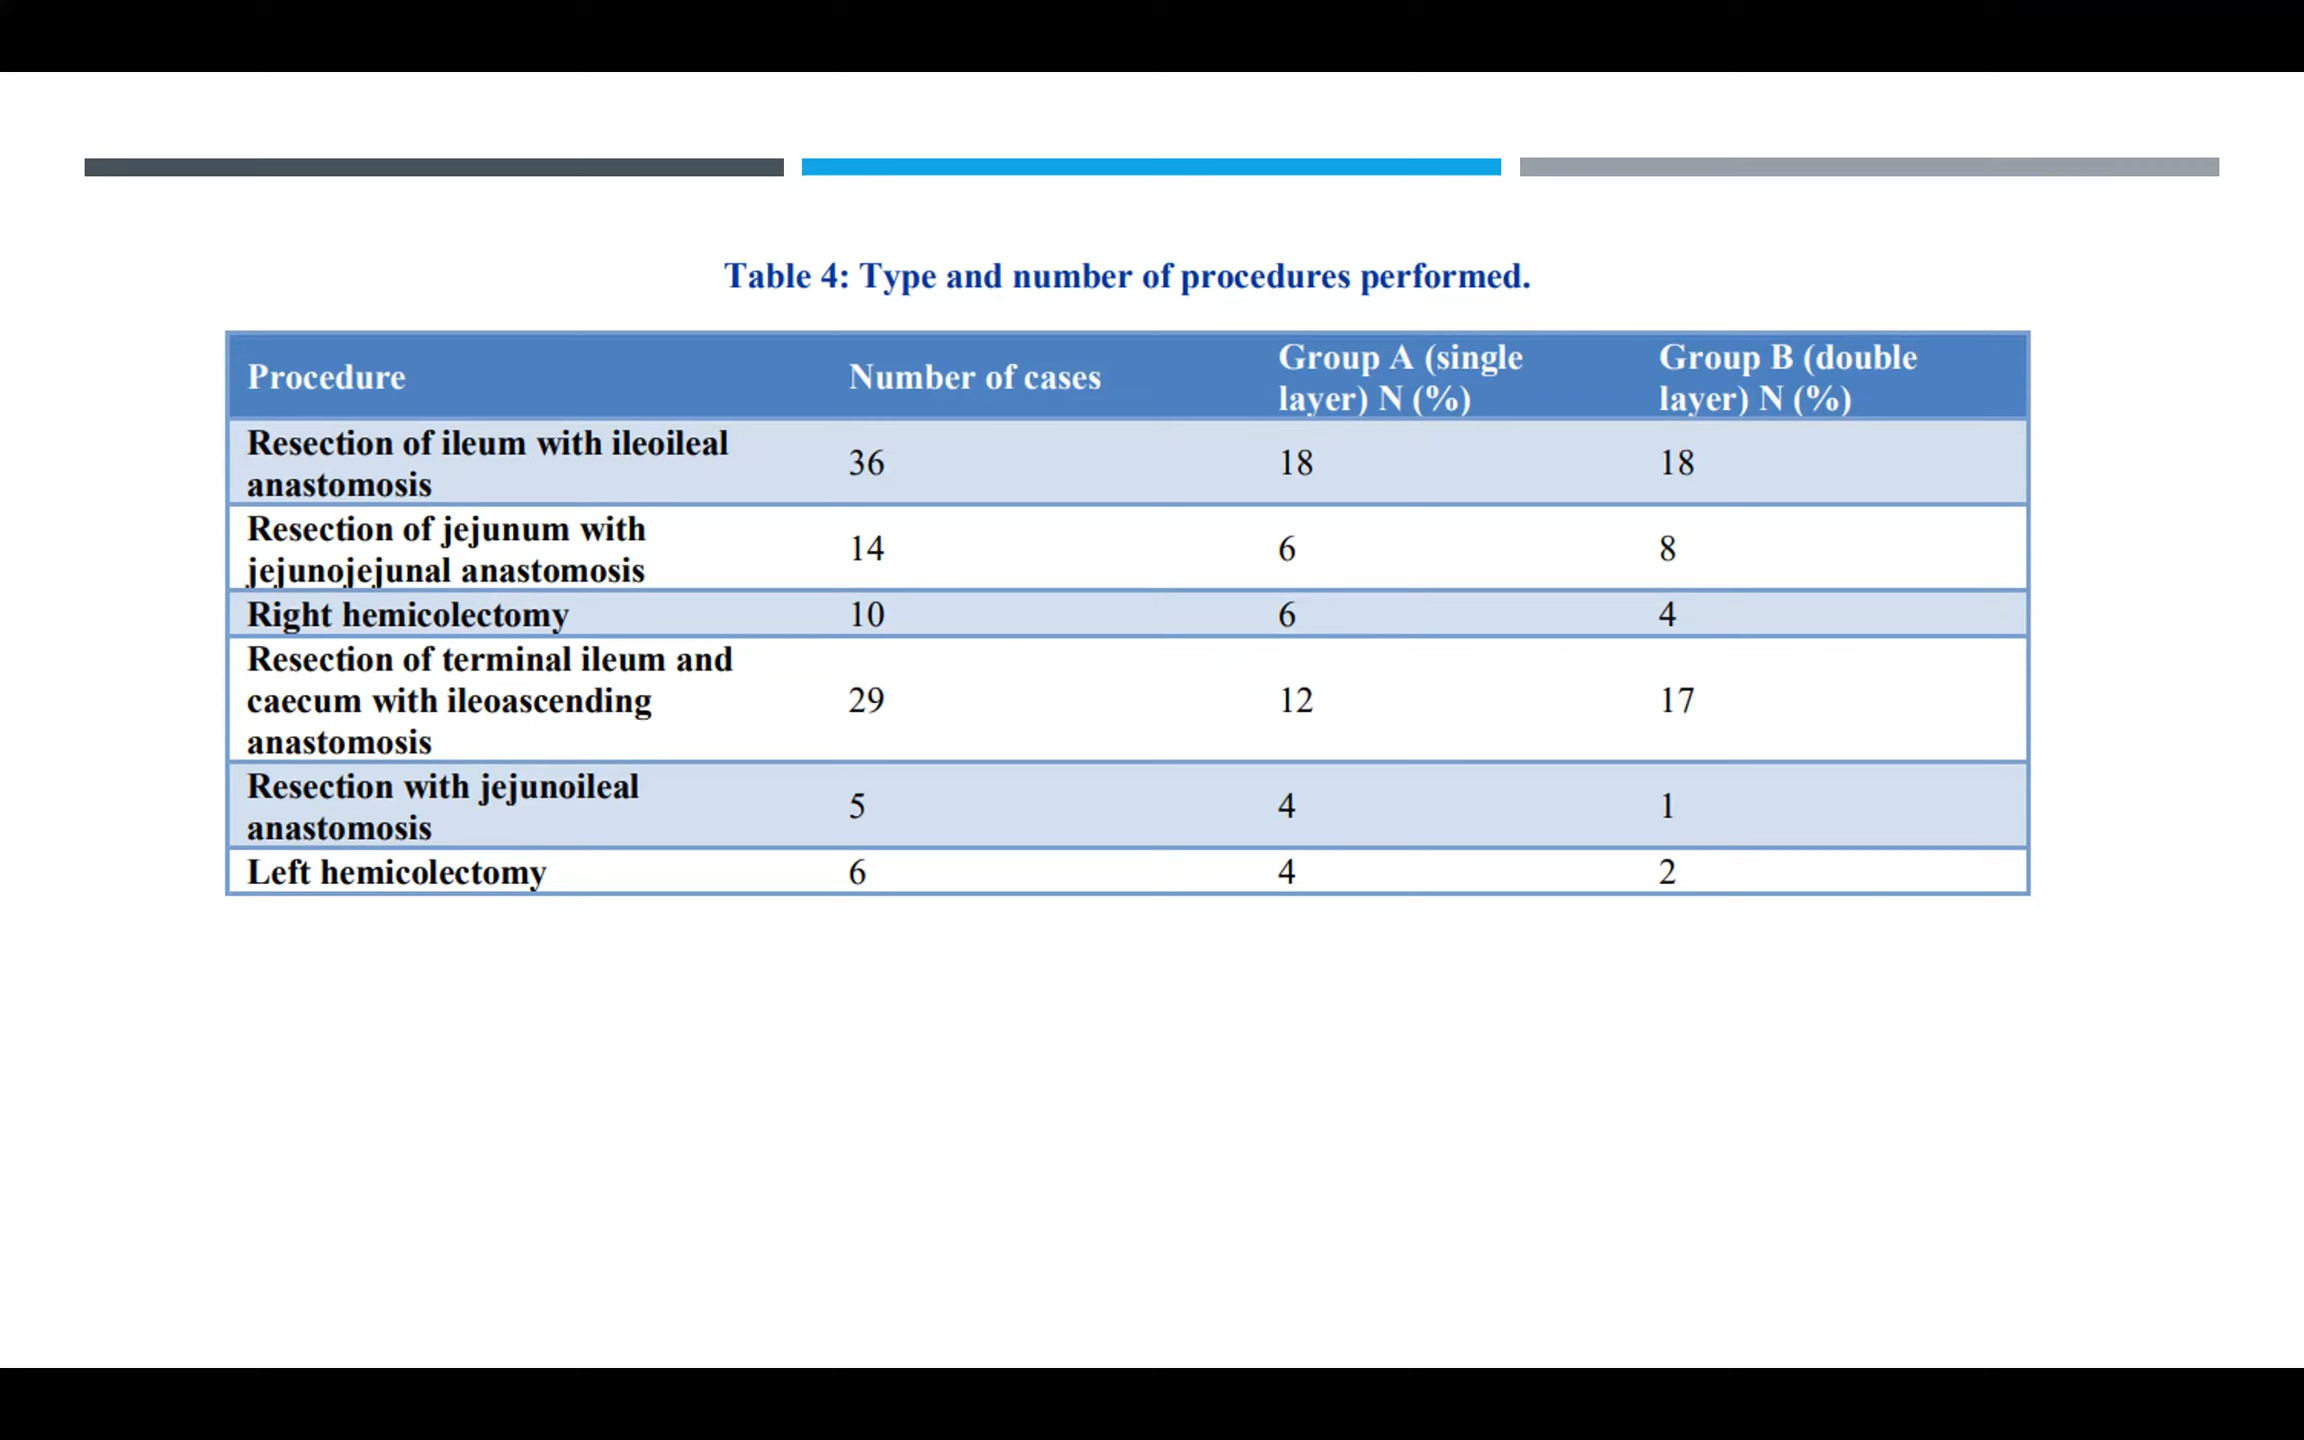 Table 4: Type and number of procedures performed.
Procedure Number of cases Group A (single layer) N (%) Group B (double layer) N (%)
Resection of ileum with ileoileal anastomosis 36 18 18
Resection of jejunum with jejunojejunal anastomosis 14 6 8
Right hemicolectomy 10 6 4
Resection of terminal ileum and caecum with ileoascending anastomosis 29 12 17
Resection with jejunoileal anastomosis 5 4 1
Left hemicolectomy 6 4 2